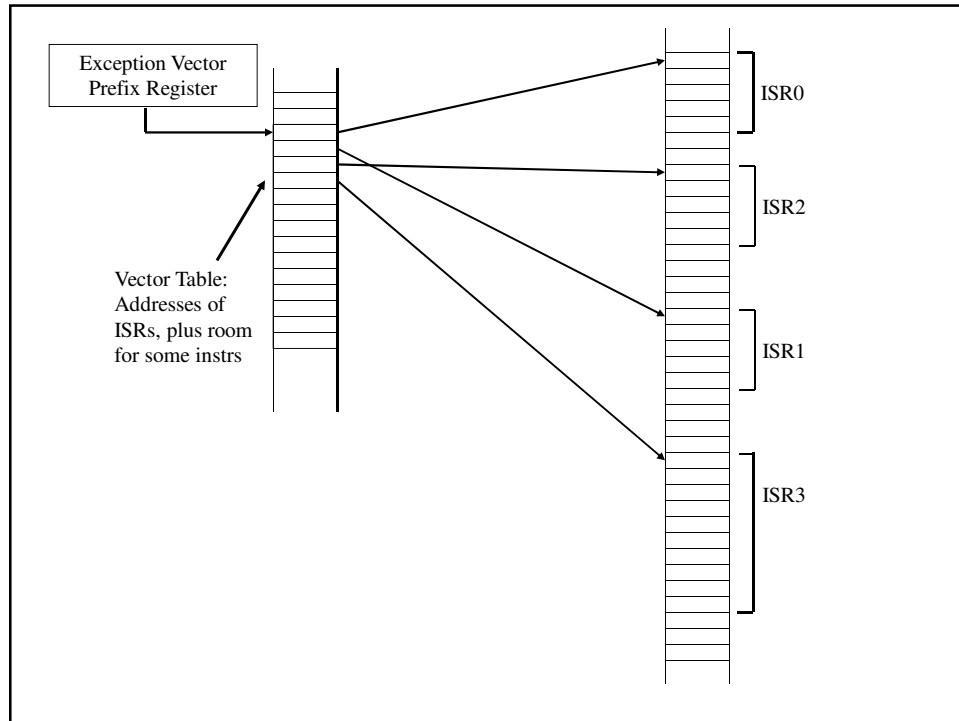 Exception Vector
Prefix Register
Vector Table:
Addresses of
ISRs, plus room
for some instrs
ISR0
ISR2
ISR1
ISR3